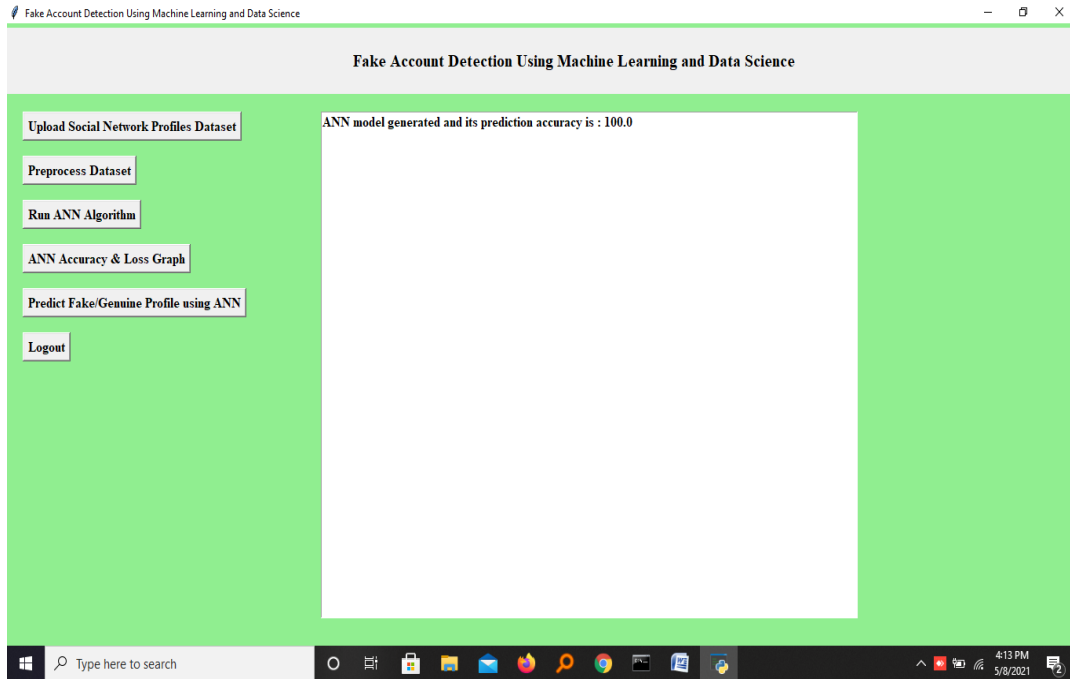 Fake Account Detection Using Machine Learning and Data Science
Fake Account Detection Using Machine Learning and Data Science
Upload Social Network Profiles Dataset
Preprocess Dataset
Run ANN Algorithm
ANN Accuracy & Loss Graph
Predict Fake/Genuine Profile using ANN
Logout
ANN model generated and its prediction accuracy is : 100.0
Type here to search
4:13 PM
5/8/2021
2